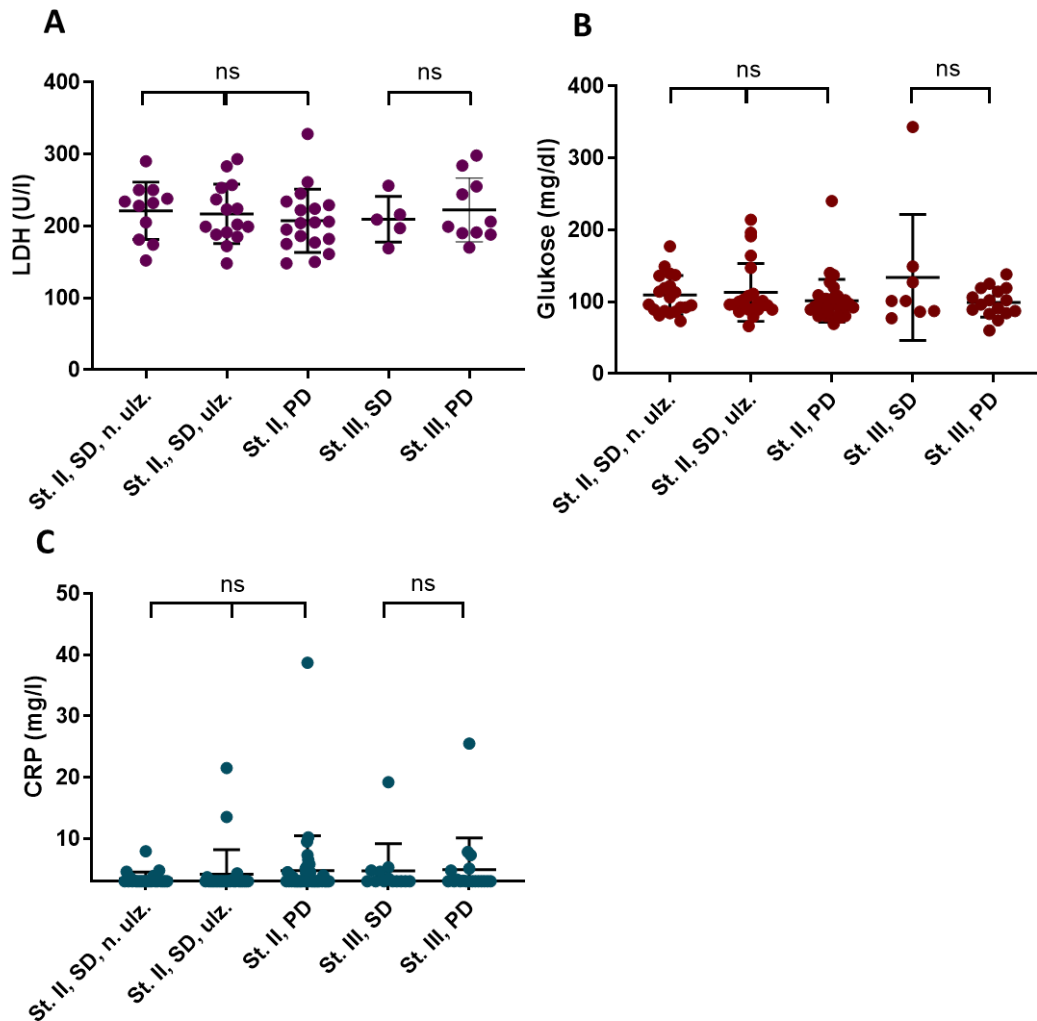 A
ns
ns
400
300
200
100
0
LDH (U/l)
St. II, SD, n. ulz.
St. II,, SD, ulz.
St. II, PD
St. III, SD
St. III, PD
B
ns
ns
400
300
200
100
0
Glukose (mg/dl)
St. II, SD, n. ulz.
St. II, SD, ulz.
St. II, PD
St. III, SD
St. III, PD
C
ns
ns
50
40
30
20
10
CRP (mg/l)
St. II, SD, n. ulz.
St. II, SD, ulz.
St. II, PD
St. III, SD
St. III, PD